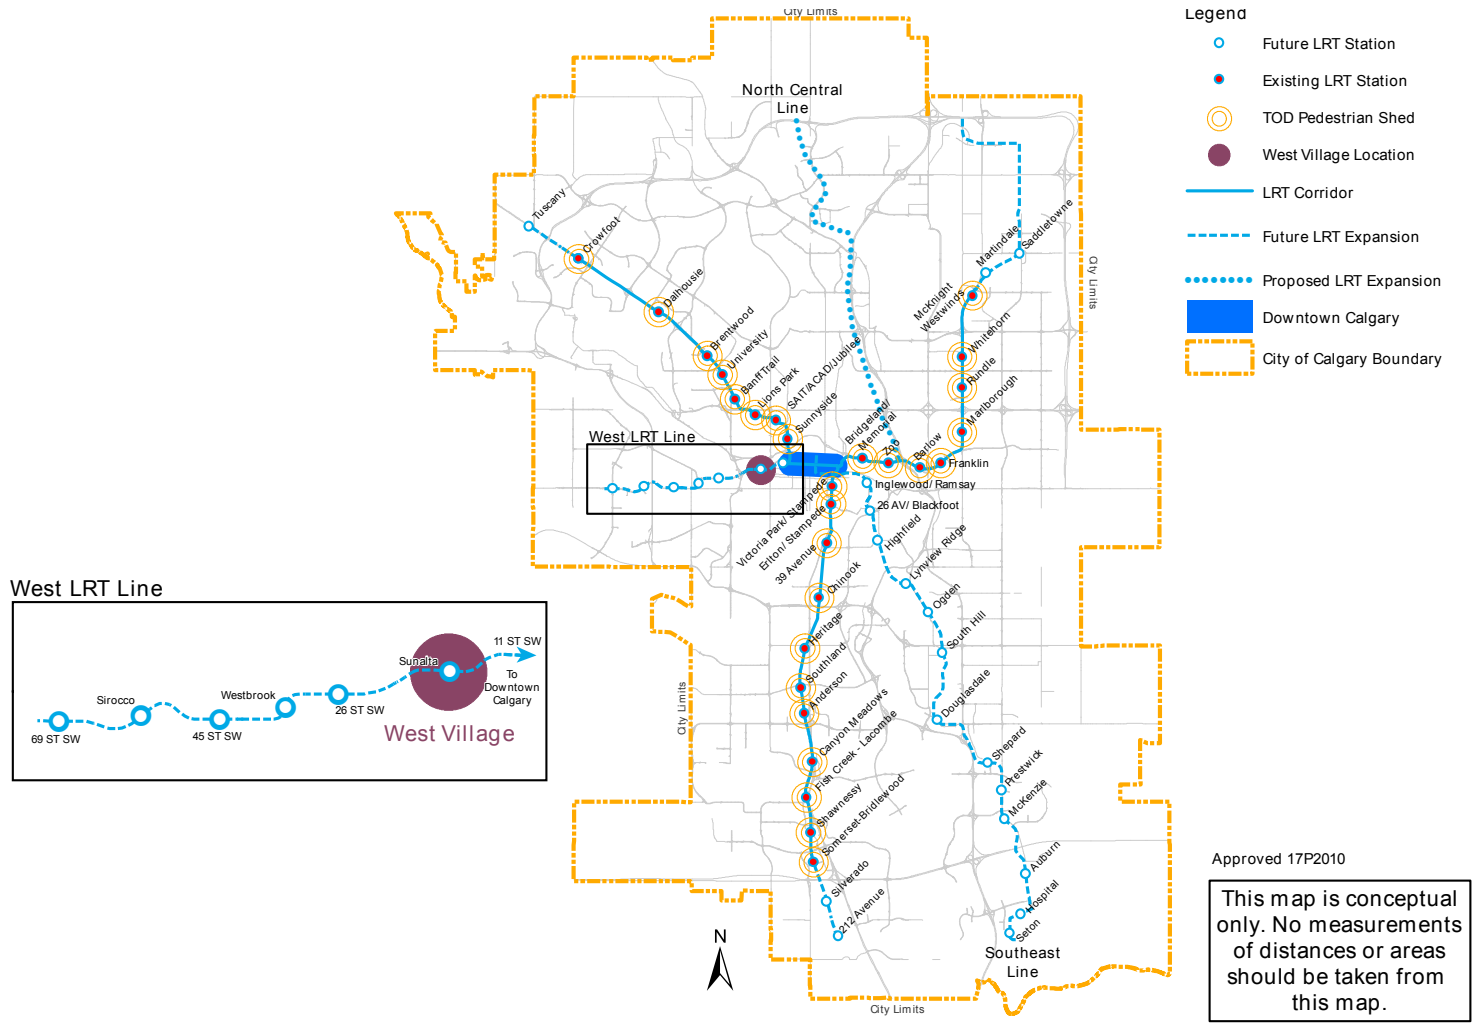 City Limits
Legend
Future LRT Station
Existing LRT Station
TOD Pedestrian Shed
West Village Location
LRT Corridor
Future LRT Expansion
Proposed LRT Expansion
Downtown Calgary
City of Calgary Boundary
North Central
Line
Tuscany
Crowfoot
Dalhousie
Brentwood
University
Banff Trail
Lions Park
SAIT/ACAD/Jubilee
Sunnyside
Saddletowne
Martindale
McKnight
Westwinds
Whitehorn
Rundle
Marlborough
Franklin
Barlow
Zoo
Bridgeland/
Memorial
City Limits
West LRT Line
Inglewood/ Ramsay
26 AV/ Blackfoot
Highfield
Lynview Ridge
Ogden
South Hill
Douglasdale
Shepard
Prestwick
McKenzie
Auburn
Hospital
Seton
Southeast
Line
Victoria Park/ Stampede
Erlton/ Stampede
39 Avenue
Chinook
Heritage
Southland
Anderson
Canyon Meadows
Fish Creek - Lacombe
Shawnessy
Somerset-Bridlewood
Silverado
212 Avenue
City Limits
City Limits
N
West LRT Line
69 ST SW
Sirocco
45 ST SW
Westbrook
26 ST SW
Sunalta
11 ST SW
To
Downtown
Calgary
West Village
Approved 17P2010
This map is conceptual
only. No measurements
of distances or areas
should be taken from
this map.